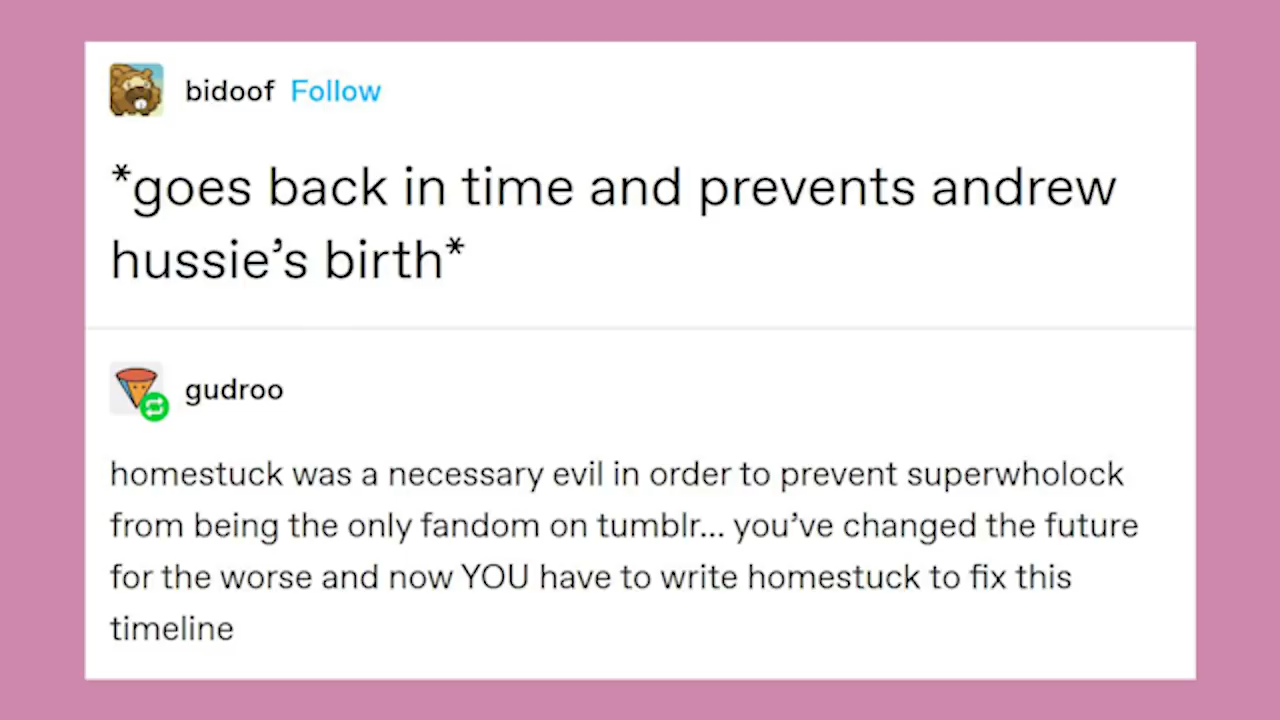 bidoof Follow
*goes back in time and prevents andrew
hussie’s birth*
gudroo
homestuck was a necessary evil in order to prevent superwholock
from being the only fandom on tumblr... you’ve changed the future
for the worse and now YOU have to write homestuck to fix this
timeline